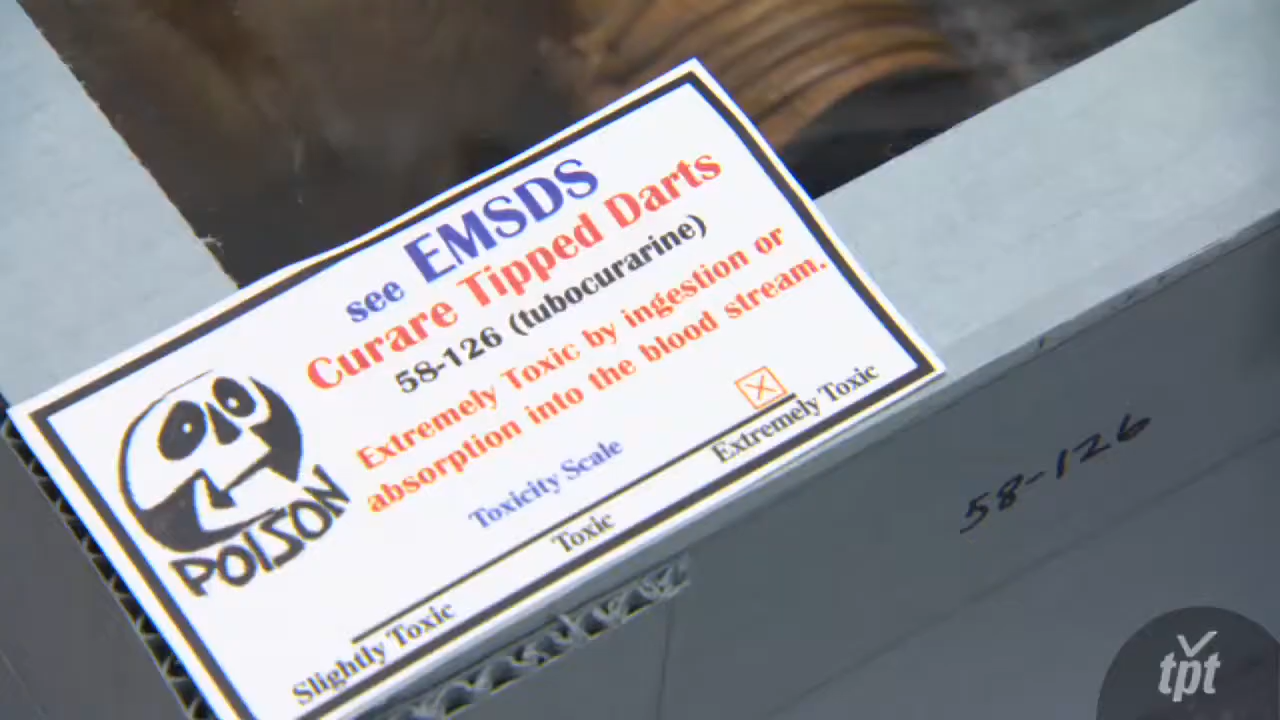 see EMSDS
Curare Tipped Darts
58-126 (tubocurarine)
Extremely Toxic by ingestion or
absorption into the blood stream.
Toxicity Scale
Slightly Toxic
Toxic
Extremely Toxic
POISON
58-126
tpt